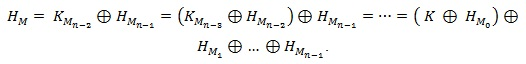 H_M = K_{M_{n-2}} ⊕ H_{M_{n-1}} = (K_{M_{n-3}} ⊕ H_{M_{n-2}}) ⊕ H_{M_{n-1}} = ⋯ = ( K ⊕ H_{M_0}) ⊕
H_{M_1} ⊕ … ⊕ H_{M_{n-1}}.